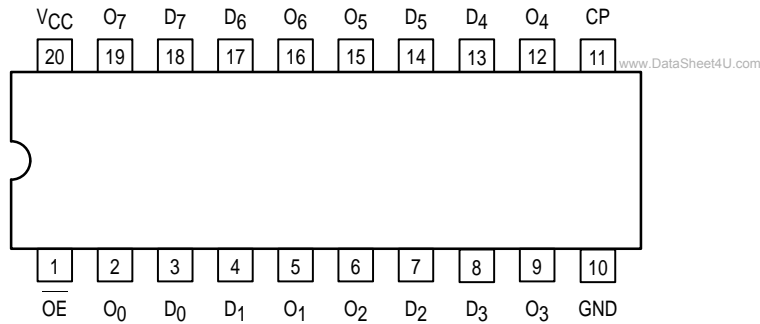 VCC O7 D7 D6 O6 O5 D5 D4 O4 CP
20 19 18 17 16 15 14 13 12 11 www.DataSheet4U.com
1 2 3 4 5 6 7 8 9 10
OE O0 D0 D1 O1 O2 D2 D3 O3 GND